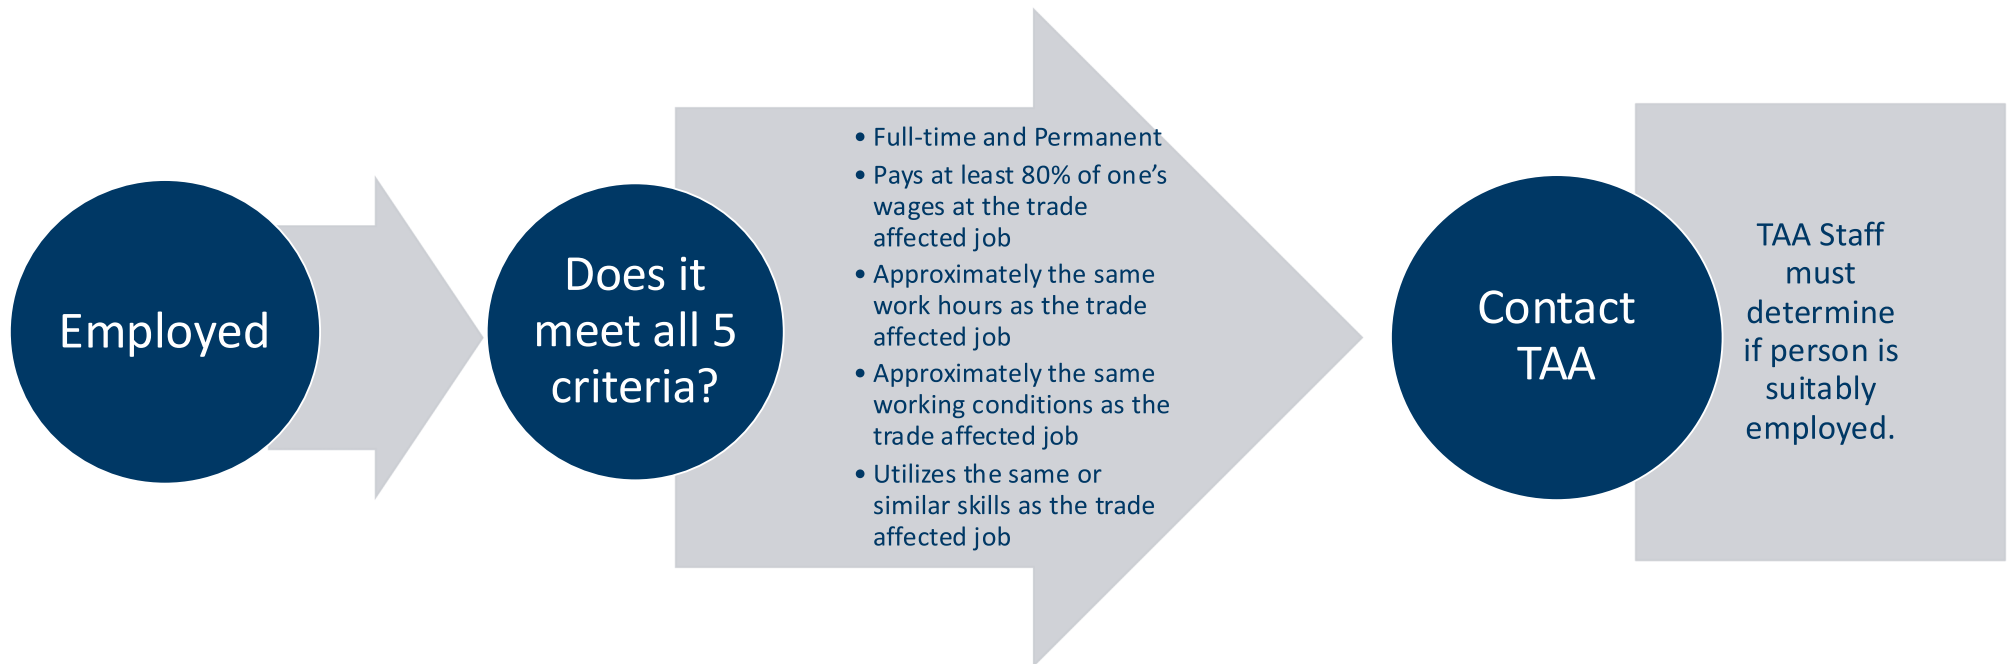 Employed
Does it
meet all 5
criteria?
• Full-time and Permanent
• Pays at least 80% of one’s
wages at the trade
affected job
• Approximately the same
work hours as the trade
affected job
• Approximately the same
working conditions as the
trade affected job
• Utilizes the same or
similar skills as the trade
affected job
Contact
TAA
TAA Staff
must
determine
if person is
suitably
employed.